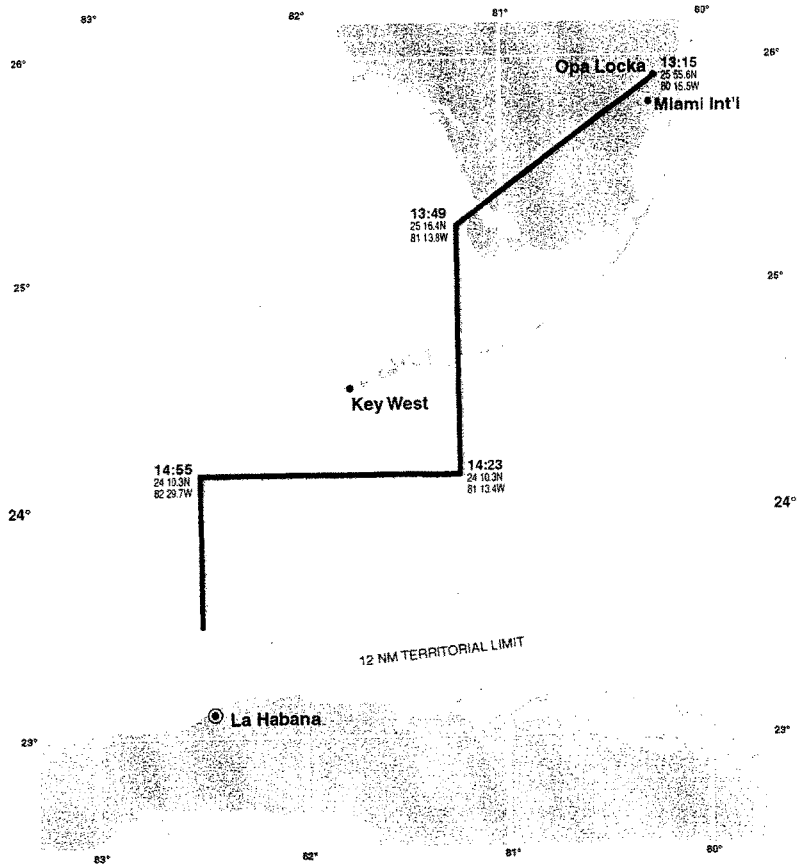 83°
82°
81°
80°
26°
26°
Opa Locka
13:15
25 55.6N
80 15.5W
Miami Int'l
13:49
25 16.4N
81 13.8W
25°
25°
Key West
14:55
24 10.3N
82 29.7W
14:23
24 10.3N
81 13.4W
24°
24°
12 NM TERRITORIAL LIMIT
La Habana
23°
23°
83°
82°
81°
80°